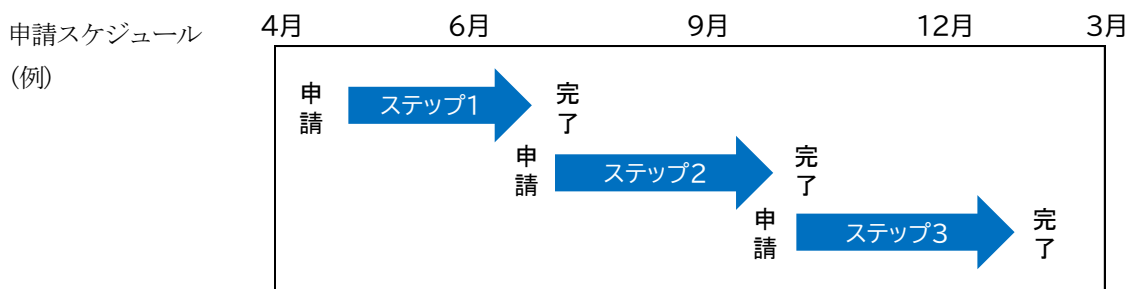 申請スケジュール
(例)
4月 6月 9月 12月 3月
申請 ステップ1 完了
申請 ステップ2 完了
申請 ステップ3 完了